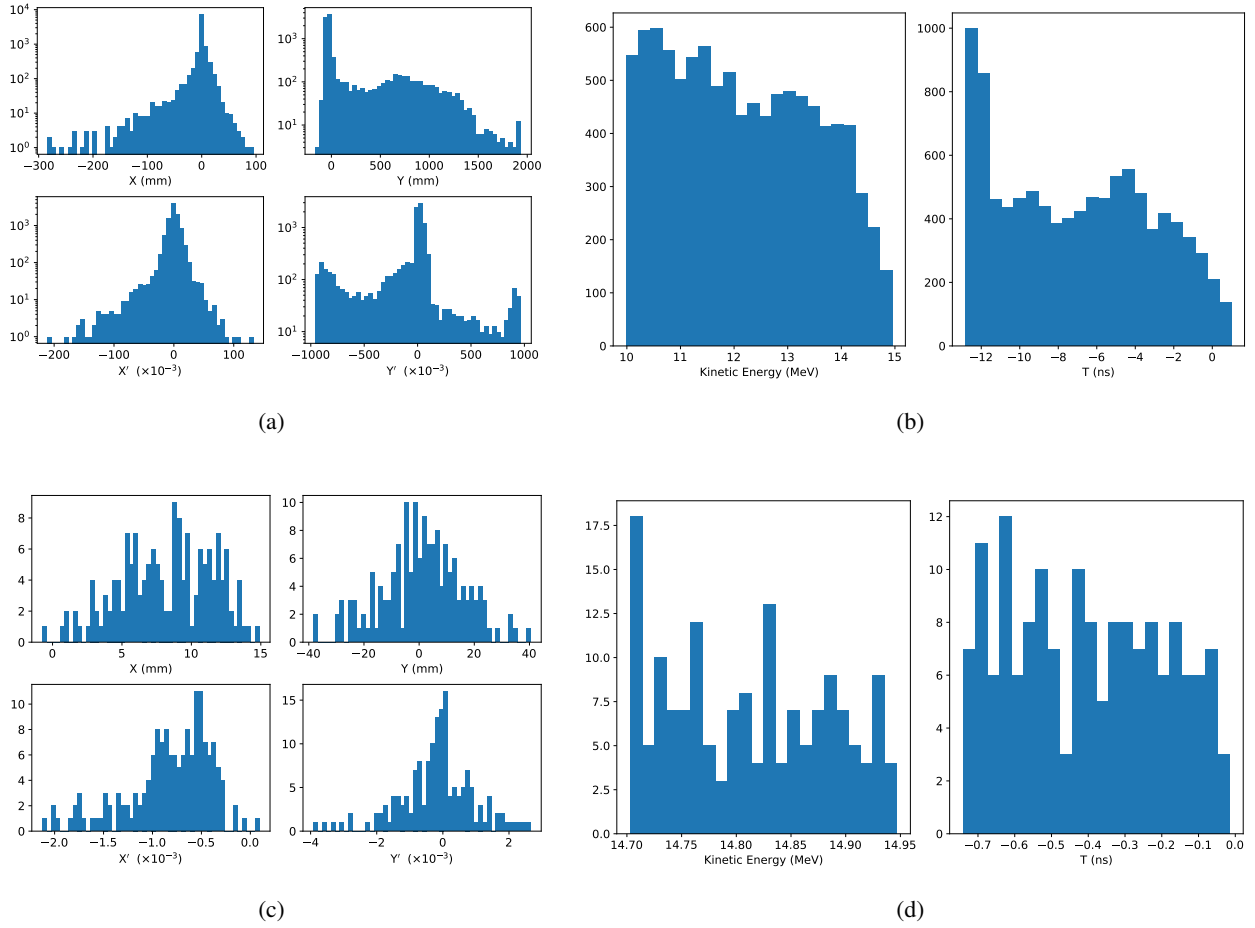 10⁴
10³
10²
10¹
10⁰
−300 −200 −100 0 100
X (mm)
10³
10²
10¹
0 500 1000 1500 2000
Y (mm)
10³
10²
10¹
10⁰
−200 −100 0 100
X′ (×10⁻³)
10³
10²
10¹
−1000 −500 0 500 1000
Y′ (×10⁻³)
(a)
600
500
400
300
200
100
0
10 11 12 13 14 15
Kinetic Energy (MeV)
1000
800
600
400
200
0
−12 −10 −8 −6 −4 −2 0
T (ns)
(b)
8
6
4
2
0
0 5 10 15
X (mm)
10
8
6
4
2
0
−40 −20 0 20 40
Y (mm)
10
8
6
4
2
0
−2.0 −1.5 −1.0 −0.5 0.0
X′ (×10⁻³)
15
10
5
0
−4 −2 0 2
Y′ (×10⁻³)
(c)
17.5
15.0
12.5
10.0
7.5
5.0
2.5
0.0
14.70 14.75 14.80 14.85 14.90 14.95
Kinetic Energy (MeV)
12
10
8
6
4
2
0
−0.7 −0.6 −0.5 −0.4 −0.3 −0.2 −0.1 0.0
T (ns)
(d)